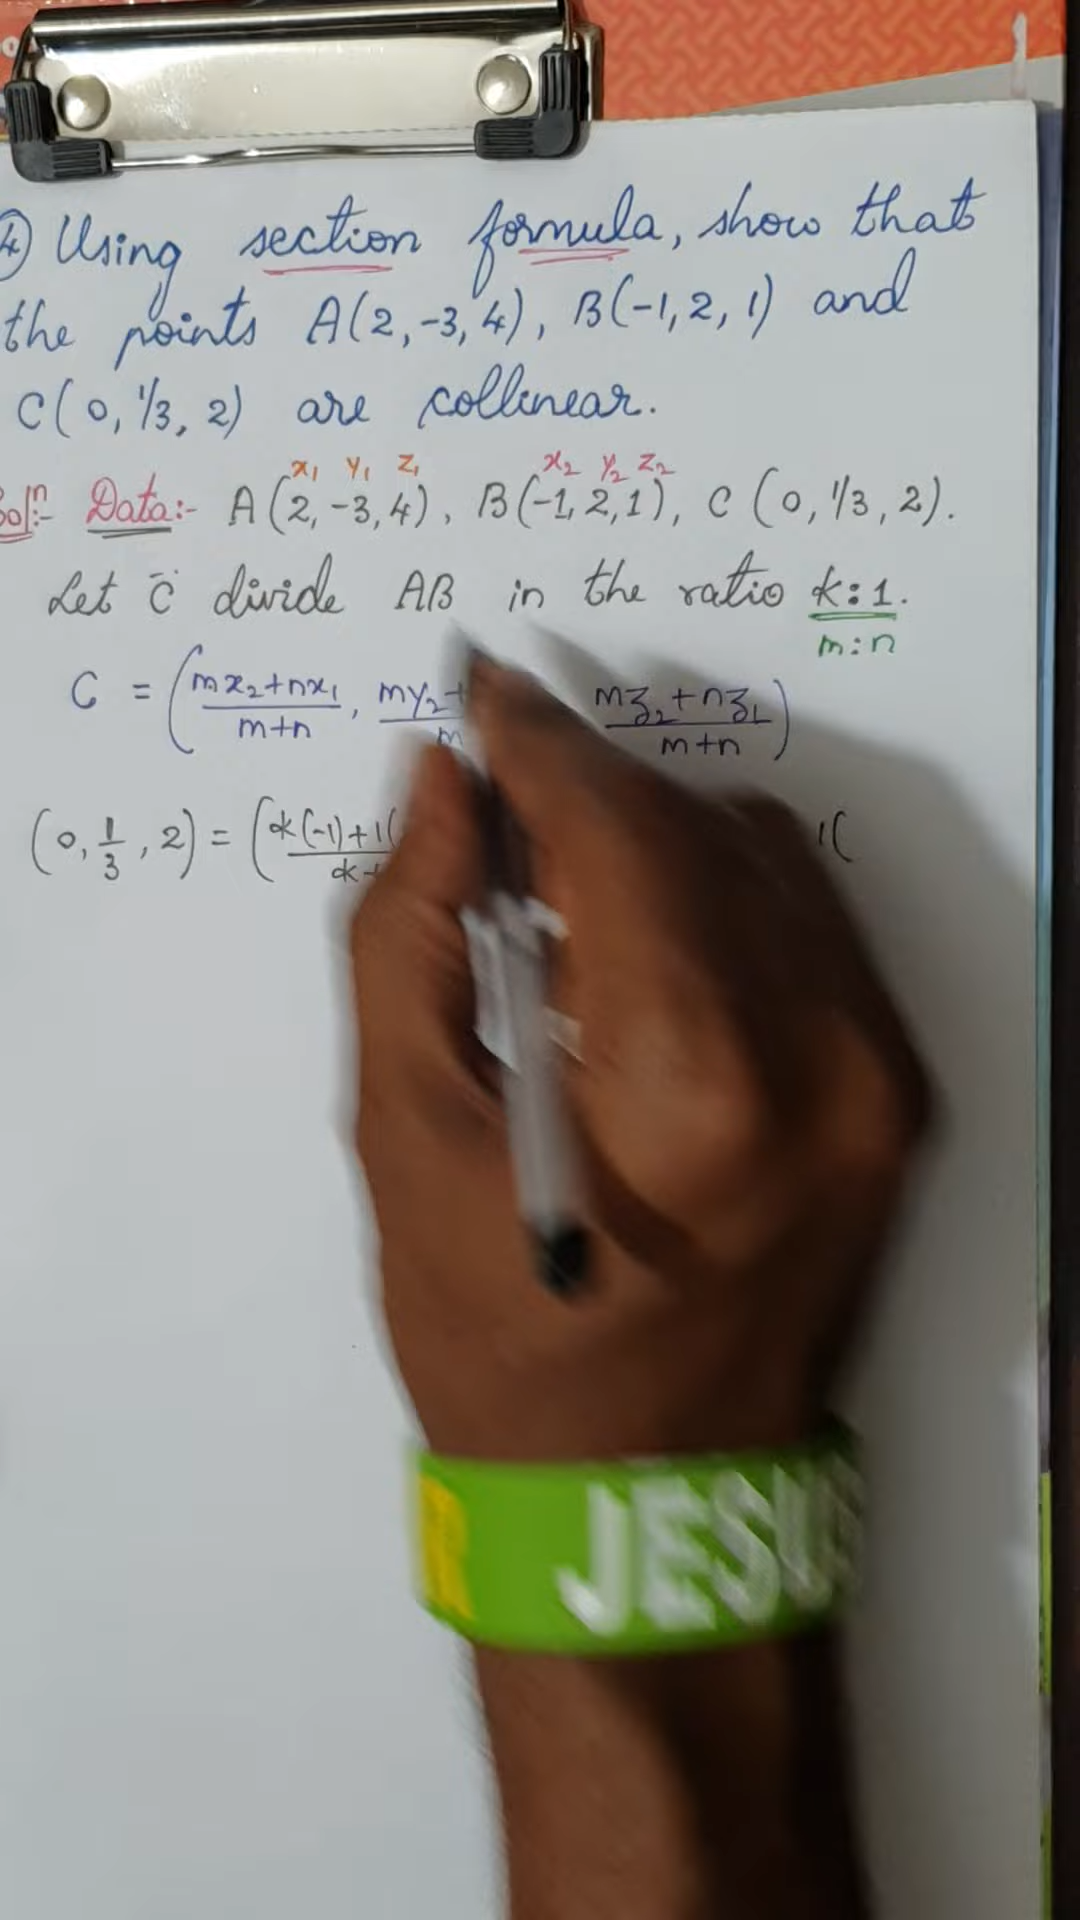 ④ Using section formula, show that
the points A(2, -3, 4), B(-1, 2, 1) and
C(0, 1/3, 2) are collinear.
x₁ y₁ z₁ x₂ y₂ z₂
Solⁿ:- Data:- A(2, -3, 4), B(-1, 2, 1), C(0, 1/3, 2).
Let C divide AB in the ratio k:1.
m:n
C = (mx₂+nx₁/m+n, my₂+ m mz₂+nz₁/m+n)
(0, 1/3, 2) = (k(-1)+1( k+ 1(